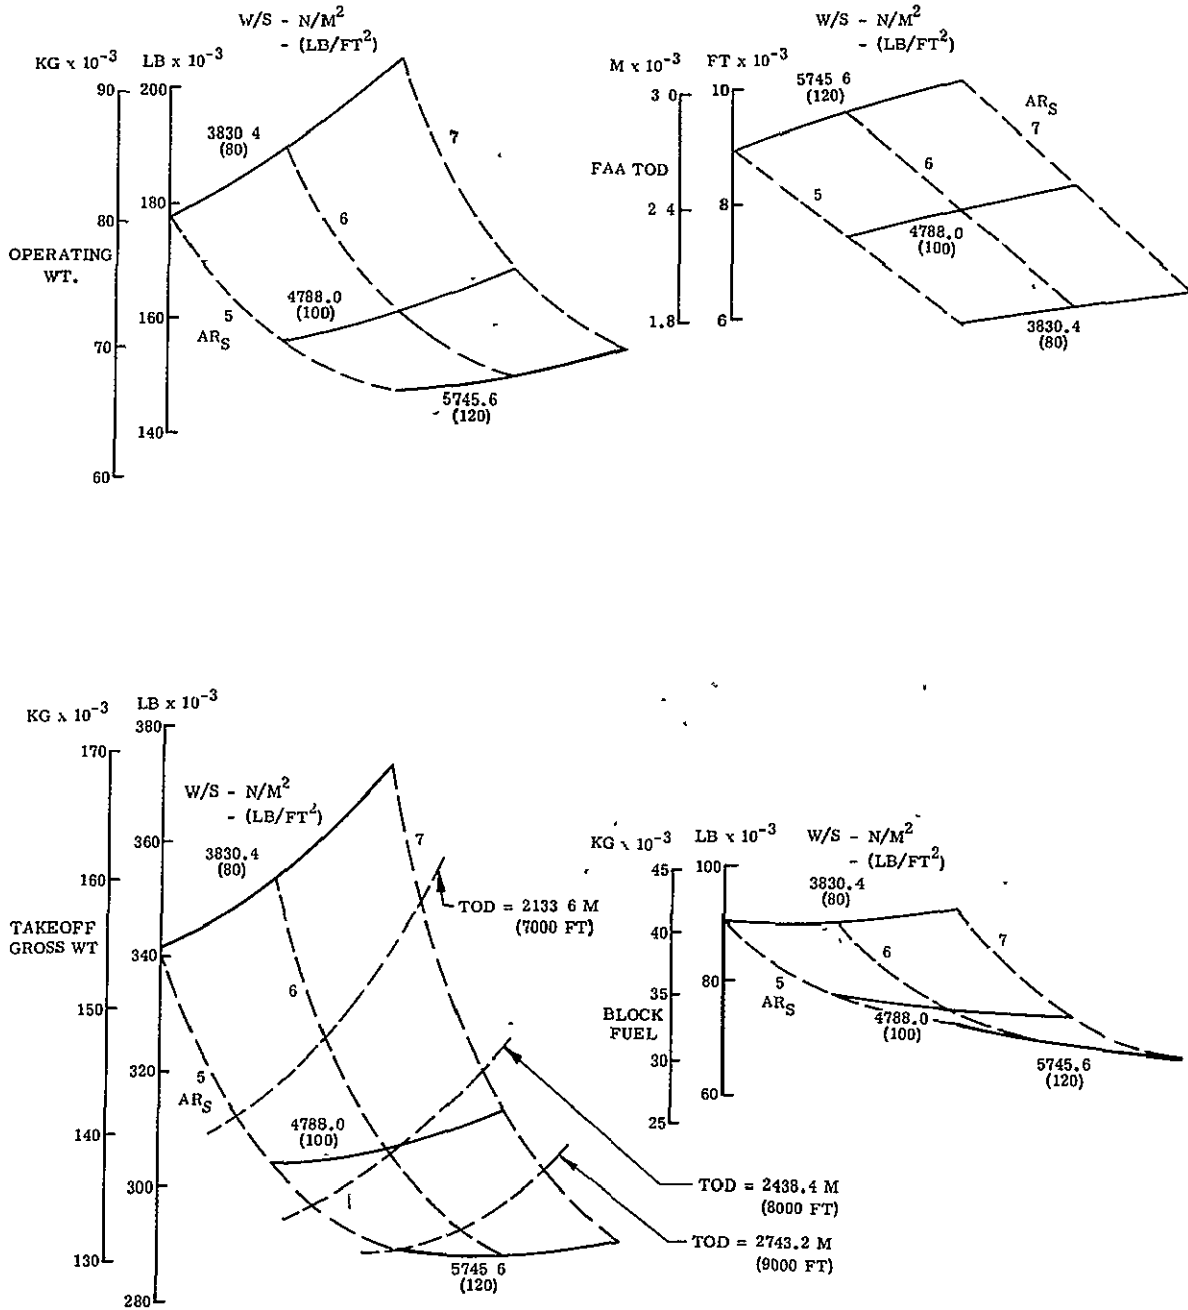 W/S - N/M²
- (LB/FT²)
KG x 10⁻³
LB x 10⁻³
90
200
3830 4
(80)
7
180
80
6
OPERATING
WT.
4788.0
(100)
5
AR_S
160
70
5745.6
(120)
140
60
W/S - N/M²
- (LB/FT²)
M x 10⁻³
FT x 10⁻³
5745 6
(120)
3 0
10
AR_S
7
FAA TOD
6
5
8
2 4
4788.0
(100)
1.8
6
3830.4
(80)
KG x 10⁻³
LB x 10⁻³
380
170
W/S - N/M²
- (LB/FT²)
3830.4
(80)
7
360
160
TOD = 2133 6 M
(7000 FT)
TAKEOFF
GROSS WT
340
6
150
320
5
AR_S
4788.0
(100)
140
300
TOD = 2438.4 M
(8000 FT)
TOD = 2743.2 M
(9000 FT)
130
5745 6
(120)
280
KG x 10⁻³
LB x 10⁻³
W/S - N/M²
- (LB/FT²)
45
100
3830.4
(80)
40
7
6
5
AR_S
80
35
BLOCK
FUEL
4788.0
(100)
30
5745.6
(120)
60
25